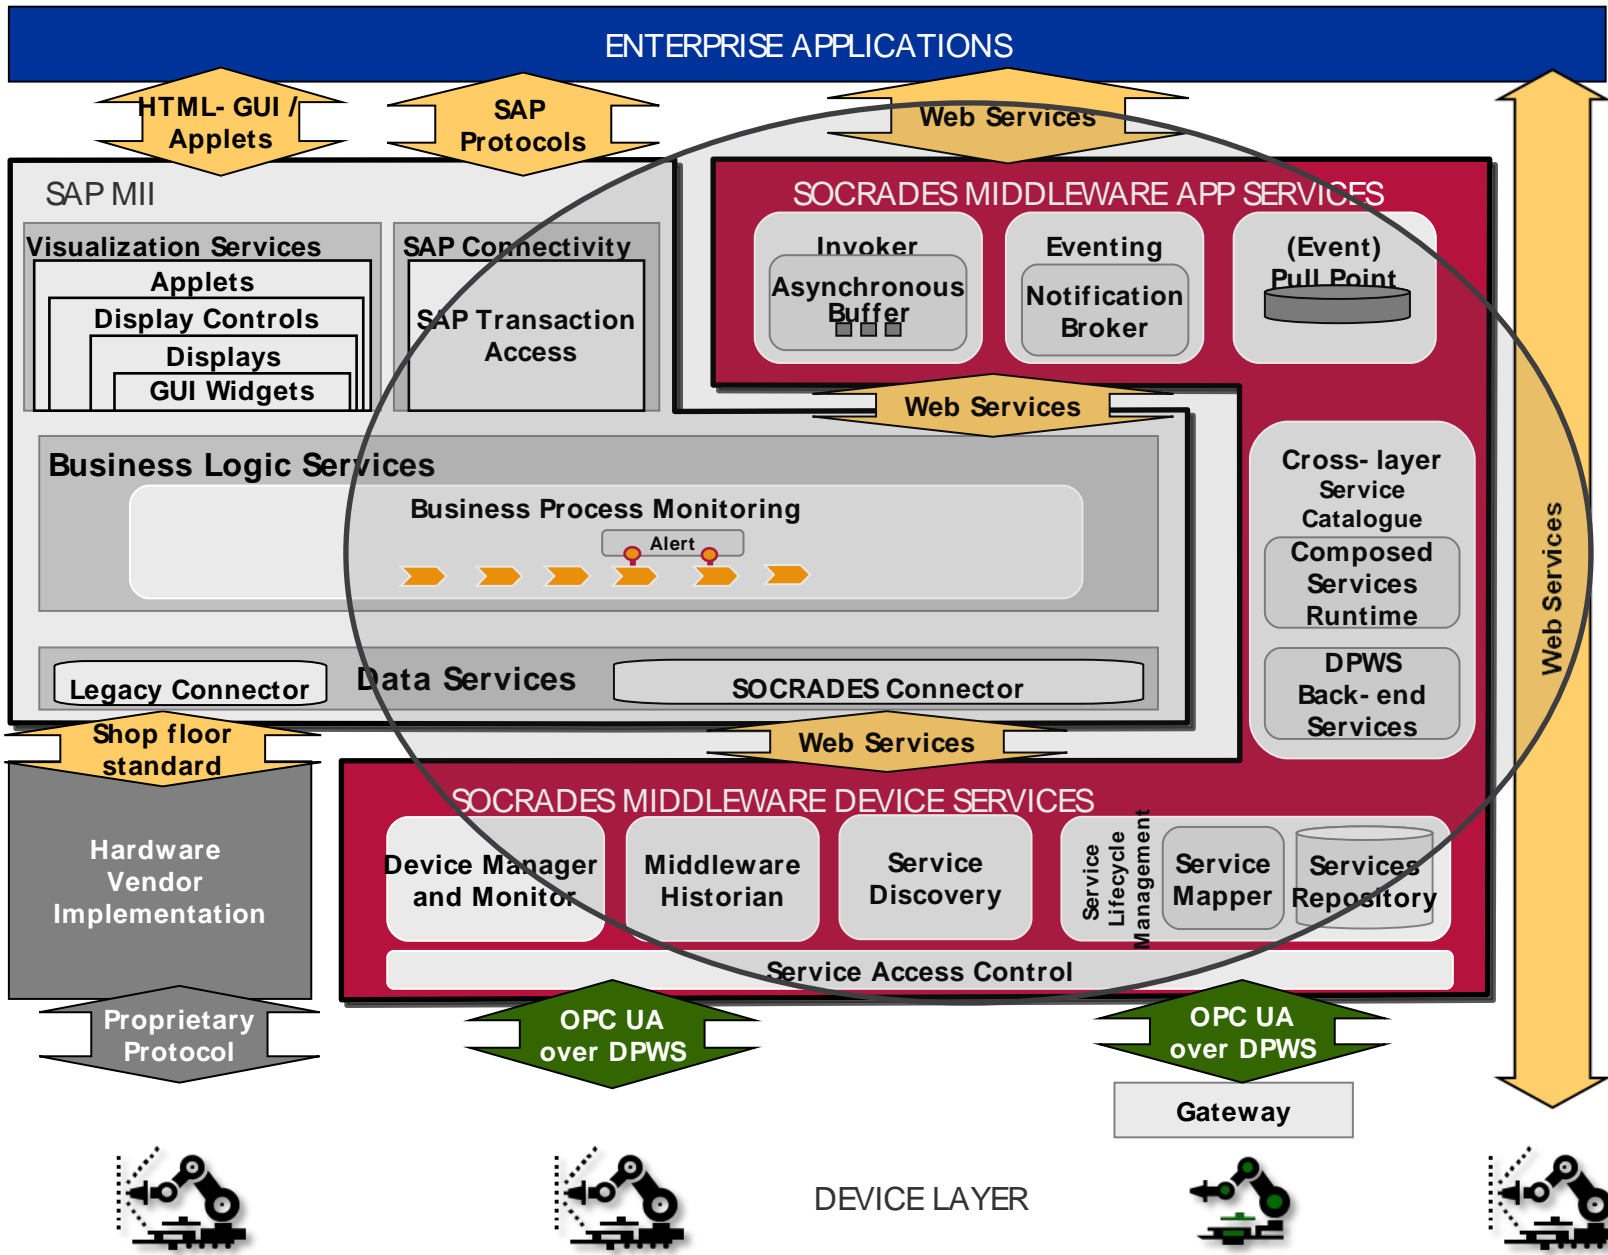 ENTERPRISE APPLICATIONS
HTML- GUI /
Applets
SAP
Protocols
Web Services
SAP MII
Visualization Services
Applets
Display Controls
Displays
GUI Widgets
SAP Connectivity
SAP Transaction
Access
SOCRADES MIDDLEWARE APP SERVICES
Invoker
Asynchronous
Buffer
Eventing
Notification
Broker
(Event)
Pull Point
Web Services
Business Logic Services
Business Process Monitoring
Alert
Cross- layer
Service
Catalogue
Composed
Services
Runtime
DPWS
Back- end
Services
Web Services
Data Services
Legacy Connector
SOCRADES Connector
Shop floor
standard
Web Services
Hardware
Vendor
Implementation
SOCRADES MIDDLEWARE DEVICE SERVICES
Device Manager
and Monitor
Middleware
Historian
Service
Discovery
Service
Lifecycle
Management
Service
Mapper
Services
Repository
Service Access Control
Proprietary
Protocol
OPC UA
over DPWS
OPC UA
over DPWS
Gateway
DEVICE LAYER